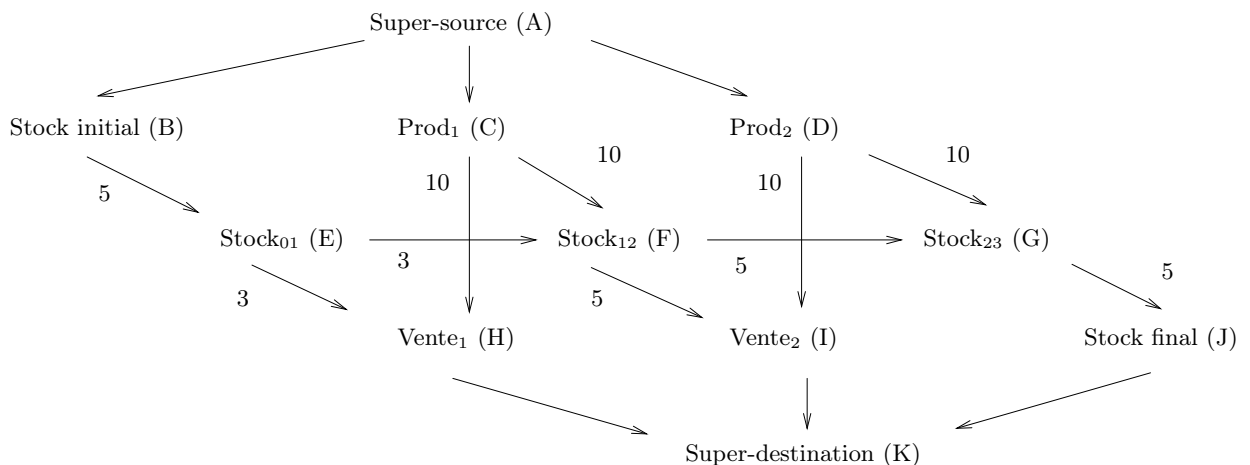 Super-source (A)
Stock initial (B) Prod₁ (C) Prod₂ (D)
10 10
10 10
5
Stock₀₁ (E) Stock₁₂ (F) Stock₂₃ (G)
3 5 5
3 5
Vente₁ (H) Vente₂ (I) Stock final (J)
Super-destination (K)